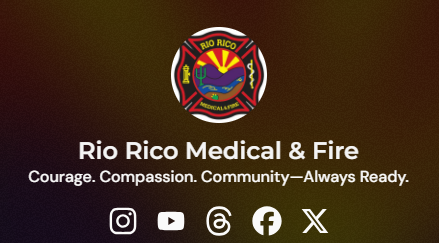 RIO RICO
MEDICAL & FIRE
Rio Rico Medical & Fire
Courage. Compassion. Community—Always Ready.